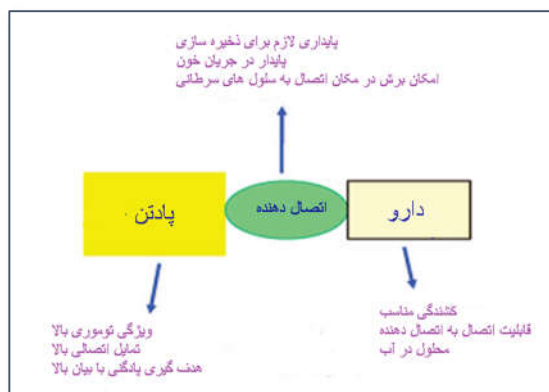 پایداری لازم برای ذخیره سازی
پایدار در جریان خون
امکان برش در مکان اتصال به سلول های سرطانی
دارو
اتصال دهنده
پادتن
کشندگی مناسب
قابلیت اتصال به اتصال دهنده
محلول در آب
ویژگی توموری بالا
تمایل اتصالی بالا
هدف گیری پادگنی با بیان بالا